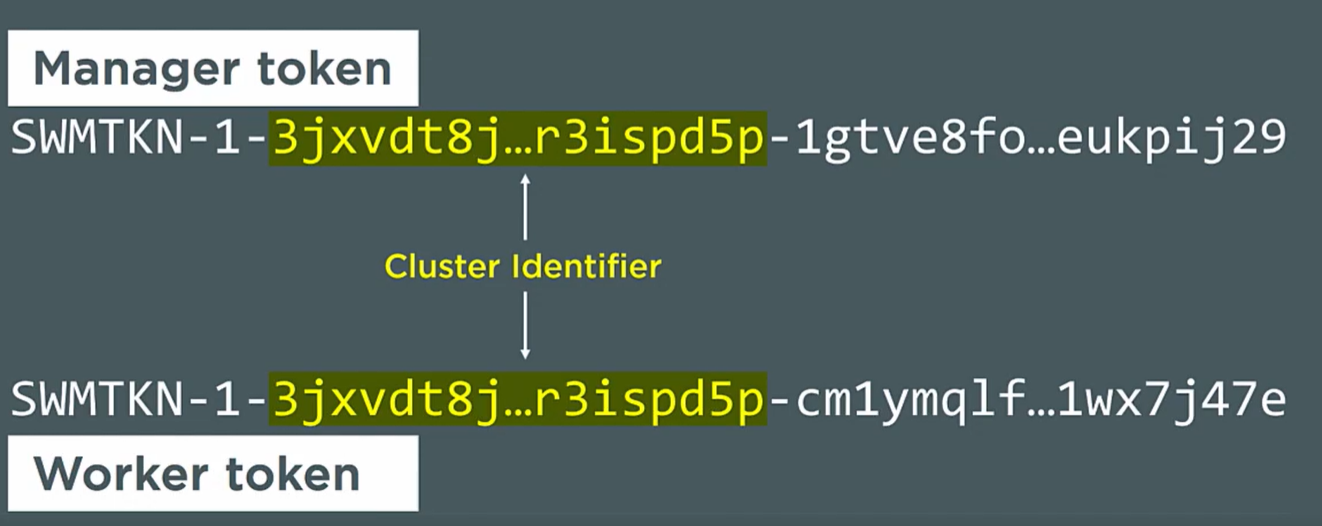 Manager token
SWMTKN-1-3jxvdt8j…r3ispd5p-1gtve8fo…eukpij29
Cluster Identifier
SWMTKN-1-3jxvdt8j…r3ispd5p-cm1ymqlf…1wx7j47e
Worker token